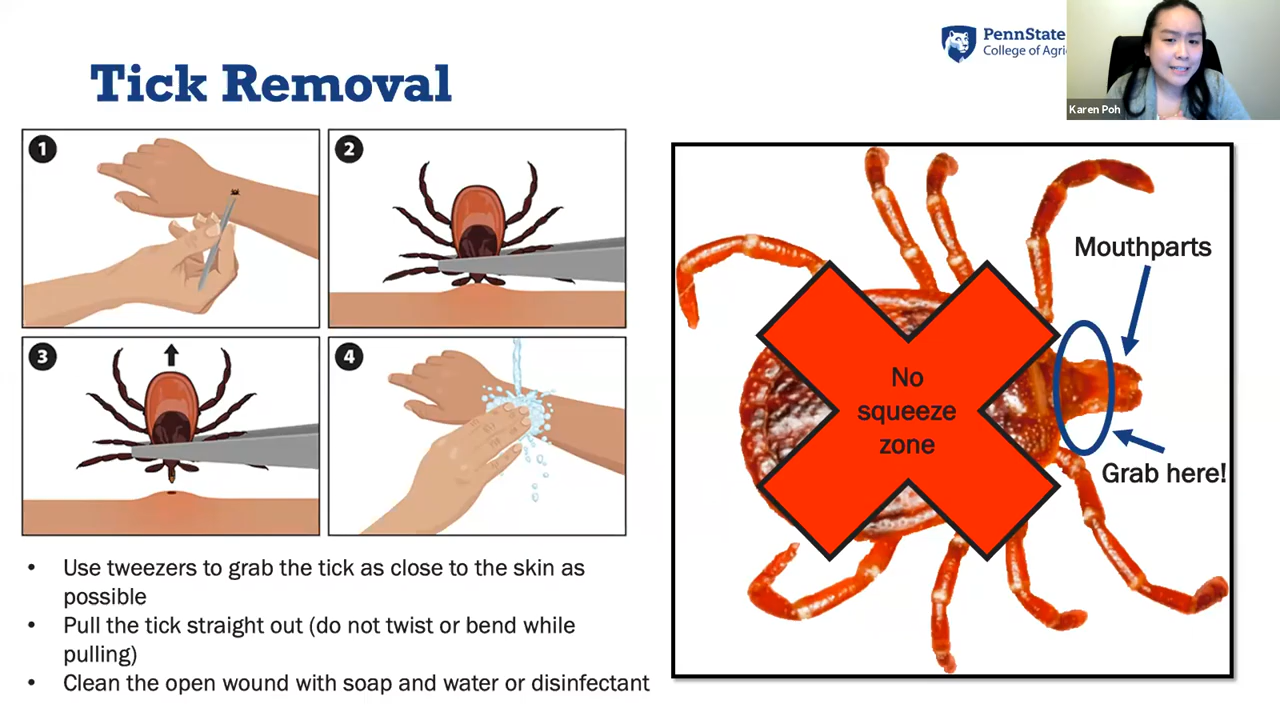 PennState
College of Agri
Karen Poh
Tick Removal
1
2
3
4
Mouthparts
No
squeeze
zone
Grab here!
• Use tweezers to grab the tick as close to the skin as
possible
• Pull the tick straight out (do not twist or bend while
pulling)
• Clean the open wound with soap and water or disinfectant